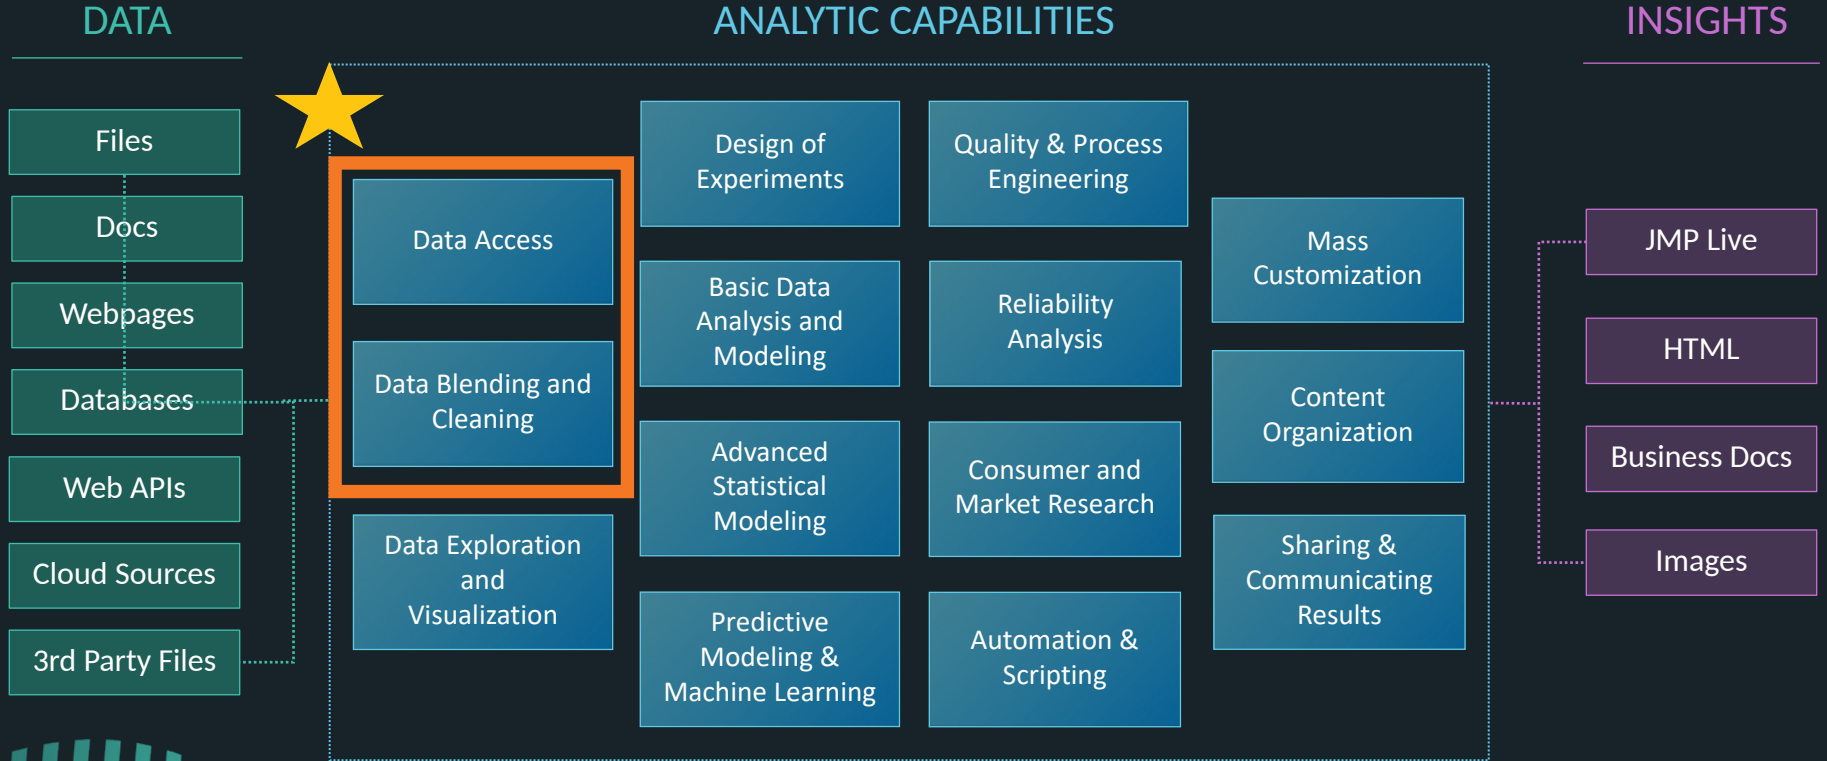 DATA
ANALYTIC CAPABILITIES
INSIGHTS
Files
Docs
Webpages
Databases
Web APIs
Cloud Sources
3rd Party Files
Data Access
Data Blending and
Cleaning
Data Exploration
and
Visualization
Design of
Experiments
Basic Data
Analysis and
Modeling
Advanced
Statistical
Modeling
Predictive
Modeling &
Machine Learning
Quality & Process
Engineering
Reliability
Analysis
Consumer and
Market Research
Automation &
Scripting
Mass
Customization
Content
Organization
Sharing &
Communicating
Results
JMP Live
HTML
Business Docs
Images